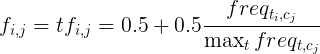 f_{i,j} = tf_{i,j} = 0.5 + 0.5 \frac{freq_{t_i,c_j}}{\max_t freq_{t,c_j}}